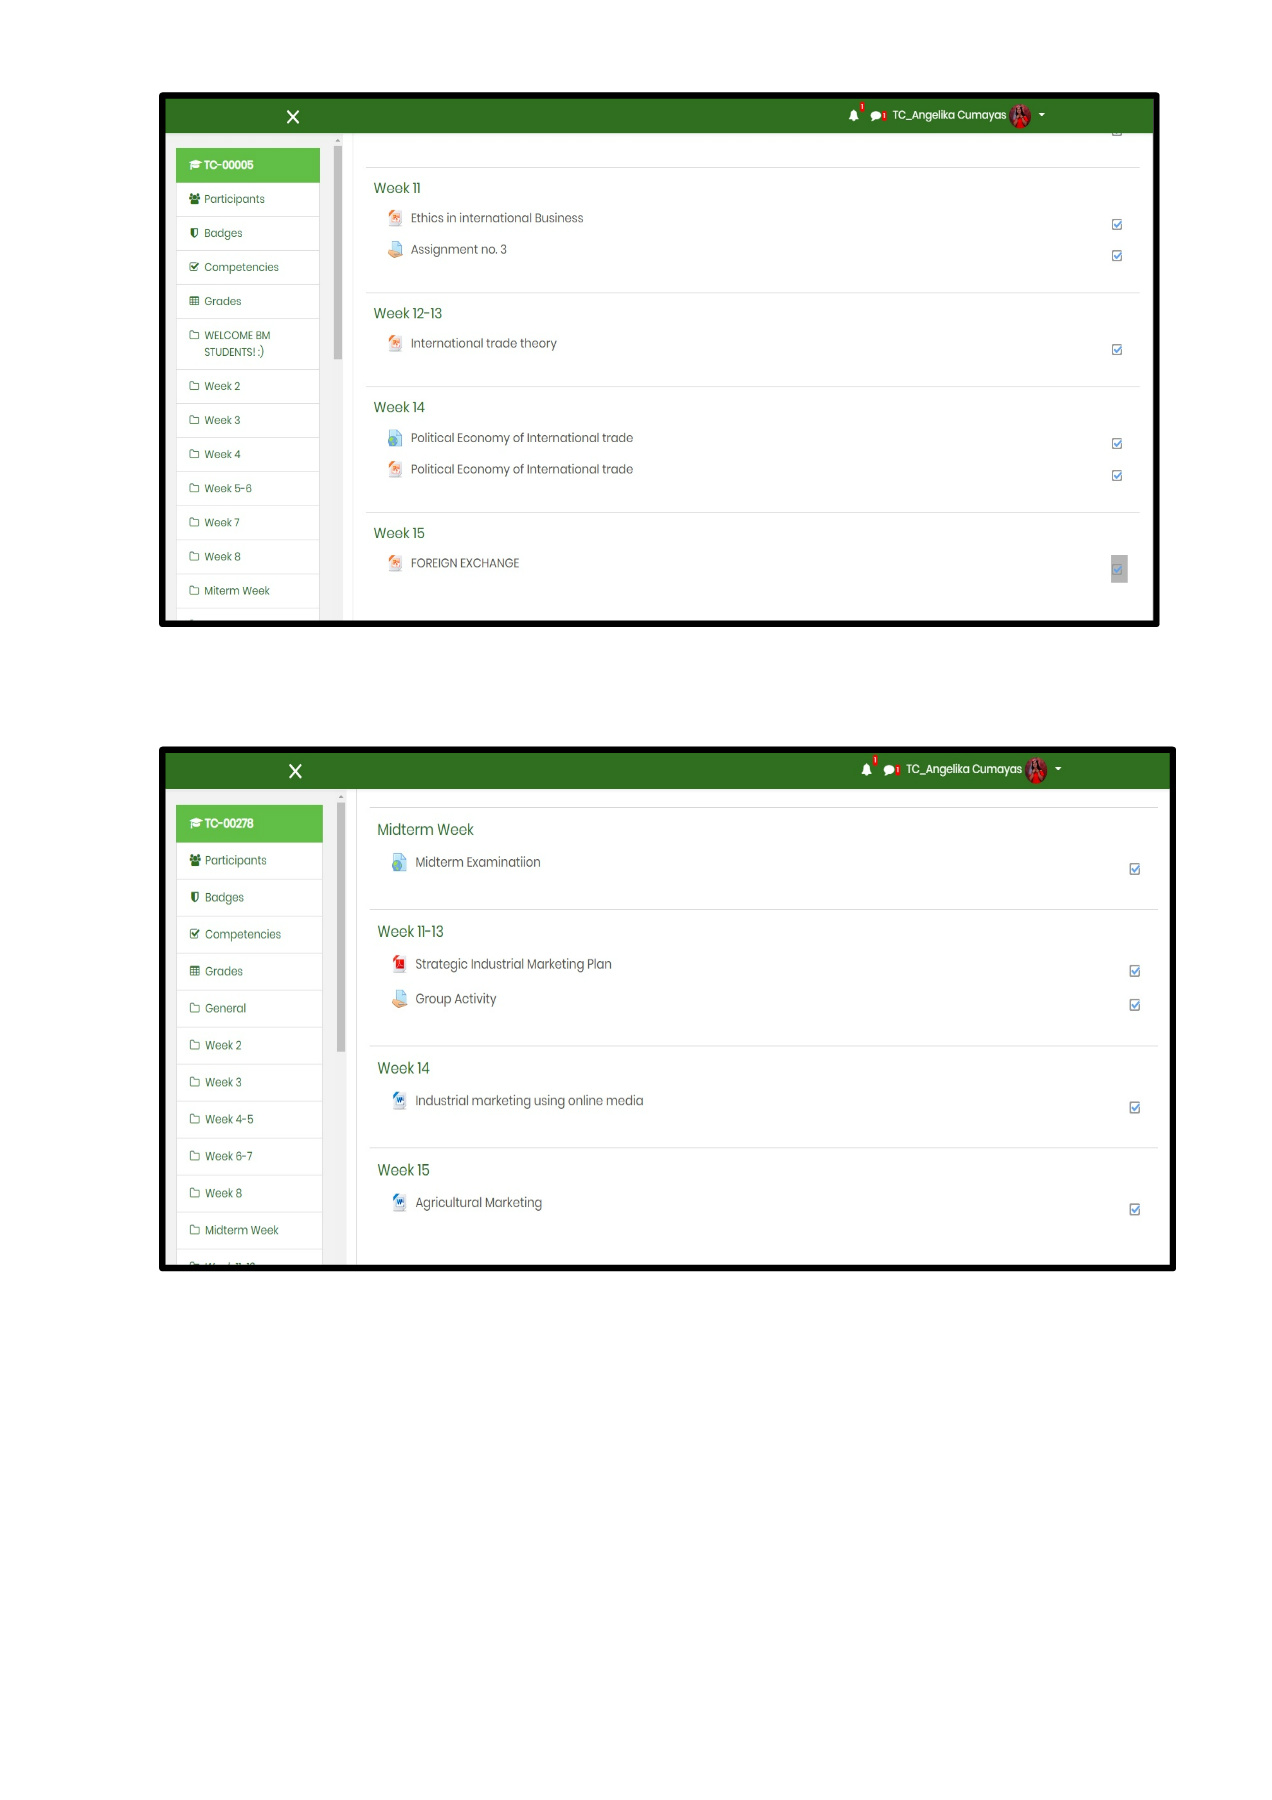 1
1 TC_Angelika Cumayas
TC-00005
Participants
Badges
Competencies
Grades
WELCOME BM
STUDENTS! :)
Week 2
Week 3
Week 4
Week 5-6
Week 7
Week 8
Miterm Week
Week 11
Ethics in international Business
Assignment no. 3
Week 12-13
International trade theory
Week 14
Political Economy of International trade
Political Economy of International trade
Week 15
FOREIGN EXCHANGE
1
1 TC_Angelika Cumayas
TC-00278
Participants
Badges
Competencies
Grades
General
Week 2
Week 3
Week 4-5
Week 6-7
Week 8
Midterm Week
Midterm Week
Midterm Examinatiion
Week 11-13
Strategic Industrial Marketing Plan
Group Activity
Week 14
Industrial marketing using online media
Week 15
Agricultural Marketing